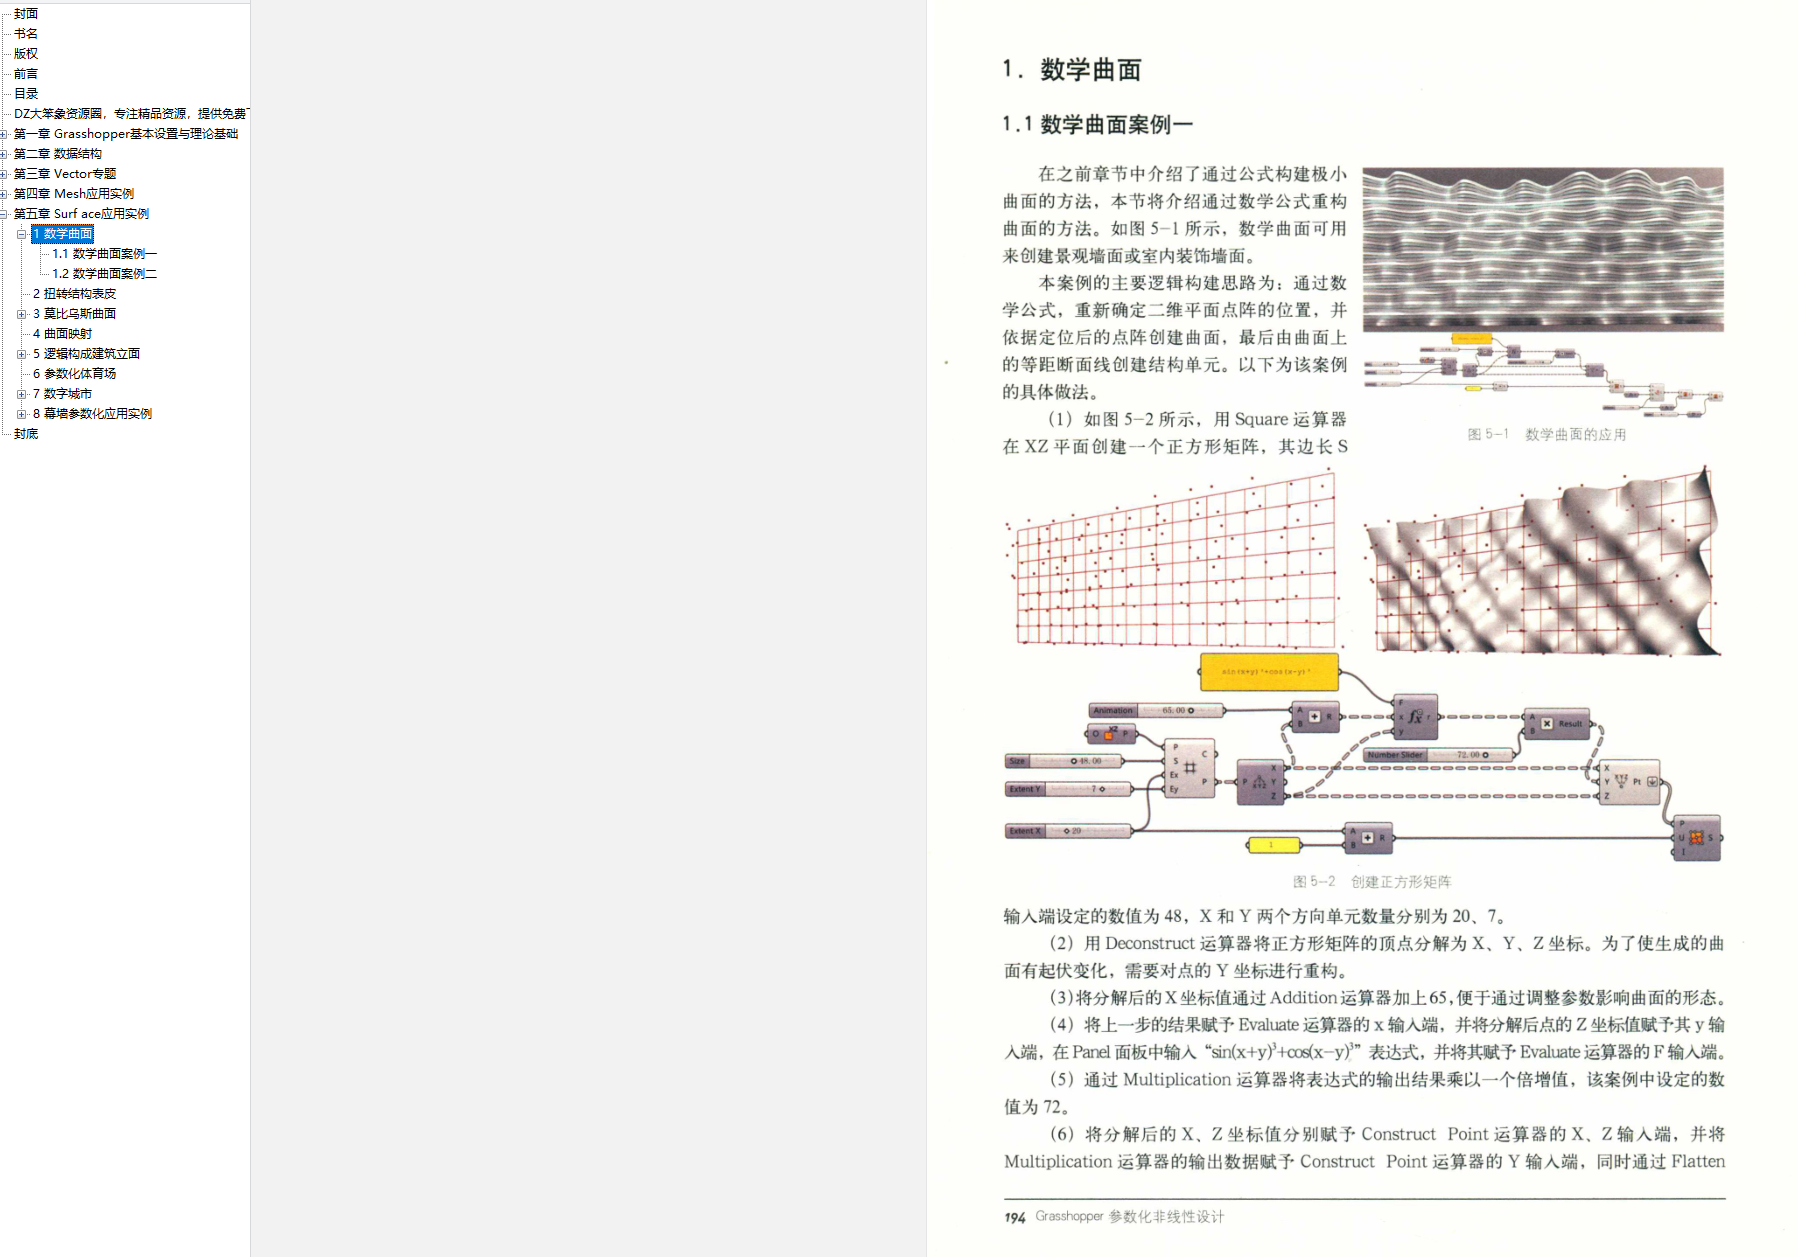 封面
书名
版权
前言
目录
DZ大笨象资源圈，专注精品资源，提供免费
第一章 Grasshopper基本设置与理论基础
第二章 数据结构
第三章 Vector专题
第四章 Mesh应用实例
第五章 Surf ace应用实例
1 数学曲面
1.1 数学曲面案例一
1.2 数学曲面案例二
2 扭转结构表皮
3 莫比乌斯曲面
4 曲面映射
5 逻辑构成建筑立面
6 参数化体育场
7 数字城市
8 幕墙参数化应用实例
封底
1. 数学曲面
1.1 数学曲面案例一
在之前章节中介绍了通过公式构建极小
曲面的方法，本节将介绍通过数学公式重构
曲面的方法。如图 5-1 所示，数学曲面可用
来创建景观墙面或室内装饰墙面。
本案例的主要逻辑构建思路为：通过数
学公式，重新确定二维平面点阵的位置，并
依据定位后的点阵创建曲面，最后由曲面上
的等距断面线创建结构单元。以下为该案例
的具体做法。
（1）如图 5-2 所示，用 Square 运算器
在 XZ 平面创建一个正方形矩阵，其边长 S
图 5-1 数学曲面的应用
sin(x+y)³+cos(x-y)³
Animation 65.00
A B R
F x y r
A B Result
XZ
O P
Number Slider 72.00
Size 48.00
P S Ex Ey C P
P X Y Z
XYZ
X Y Z Pt
XYZ
Extent Y 7
Extent X 20
1
A B R
P U I S
图 5-2 创建正方形矩阵
输入端设定的数值为 48，X 和 Y 两个方向单元数量分别为 20、7。
（2）用 Deconstruct 运算器将正方形矩阵的顶点分解为 X、Y、Z 坐标。为了使生成的曲
面有起伏变化，需要对点的 Y 坐标进行重构。
（3）将分解后的 X 坐标值通过 Addition 运算器加上 65，便于通过调整参数影响曲面的形态。
（4）将上一步的结果赋予 Evaluate 运算器的 x 输入端，并将分解后点的 Z 坐标值赋予其 y 输
入端，在 Panel 面板中输入“sin(x+y)³+cos(x-y)³”表达式，并将其赋予 Evaluate 运算器的 F 输入端。
（5）通过 Multiplication 运算器将表达式的输出结果乘以一个倍增值，该案例中设定的数
值为 72。
（6）将分解后的 X、Z 坐标值分别赋予 Construct Point 运算器的 X、Z 输入端，并将
Multiplication 运算器的输出数据赋予 Construct Point 运算器的 Y 输入端，同时通过 Flatten
194 Grasshopper 参数化非线性设计